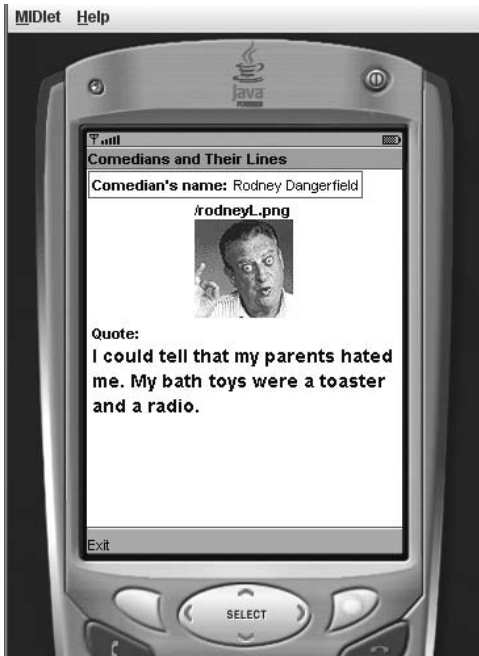 MIDlet Help
Java
POWERED
Comedians and Their Lines
Comedian's name: Rodney Dangerfield
/rodneyL.png
Quote:
I could tell that my parents hated
me. My bath toys were a toaster
and a radio.
Exit
SELECT